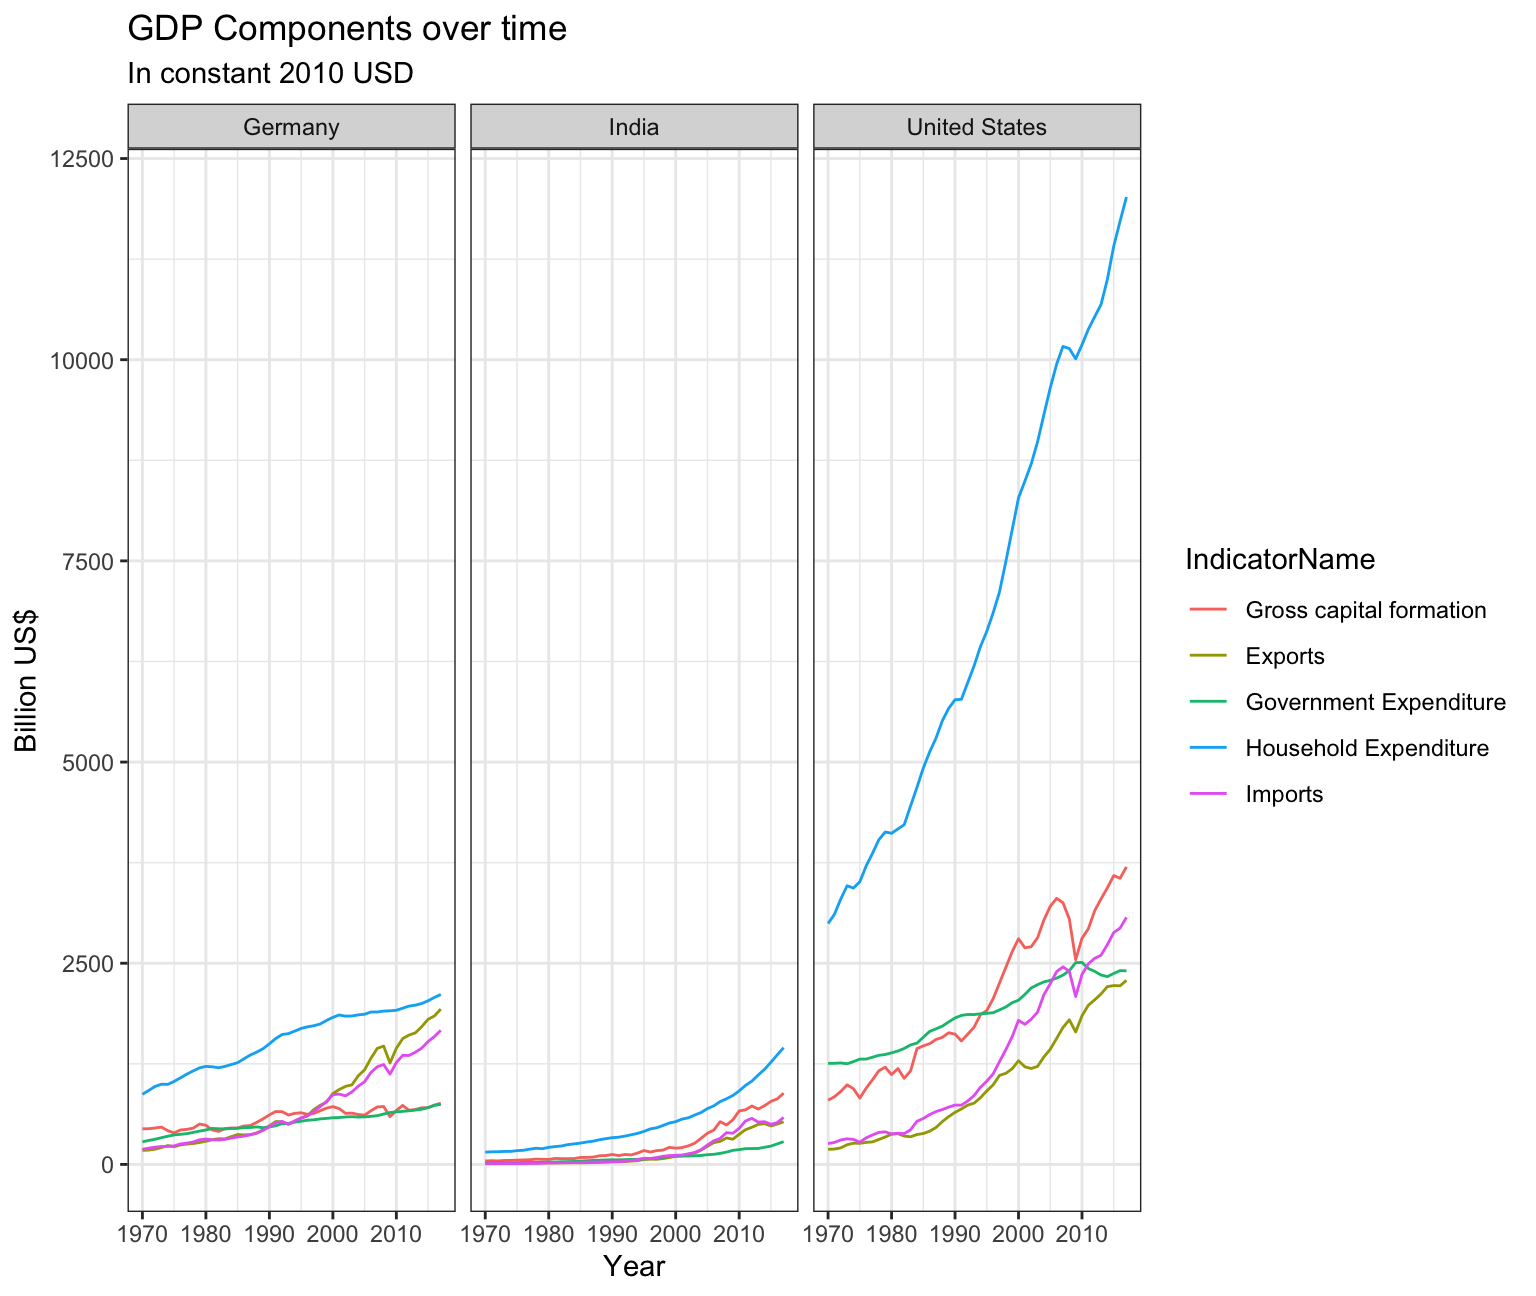 GDP Components over time
In constant 2010 USD
Germany
India
United States
12500
10000
7500
5000
2500
0
Billion US$
1970 1980 1990 2000 2010
1970 1980 1990 2000 2010
1970 1980 1990 2000 2010
Year
IndicatorName
Gross capital formation
Exports
Government Expenditure
Household Expenditure
Imports